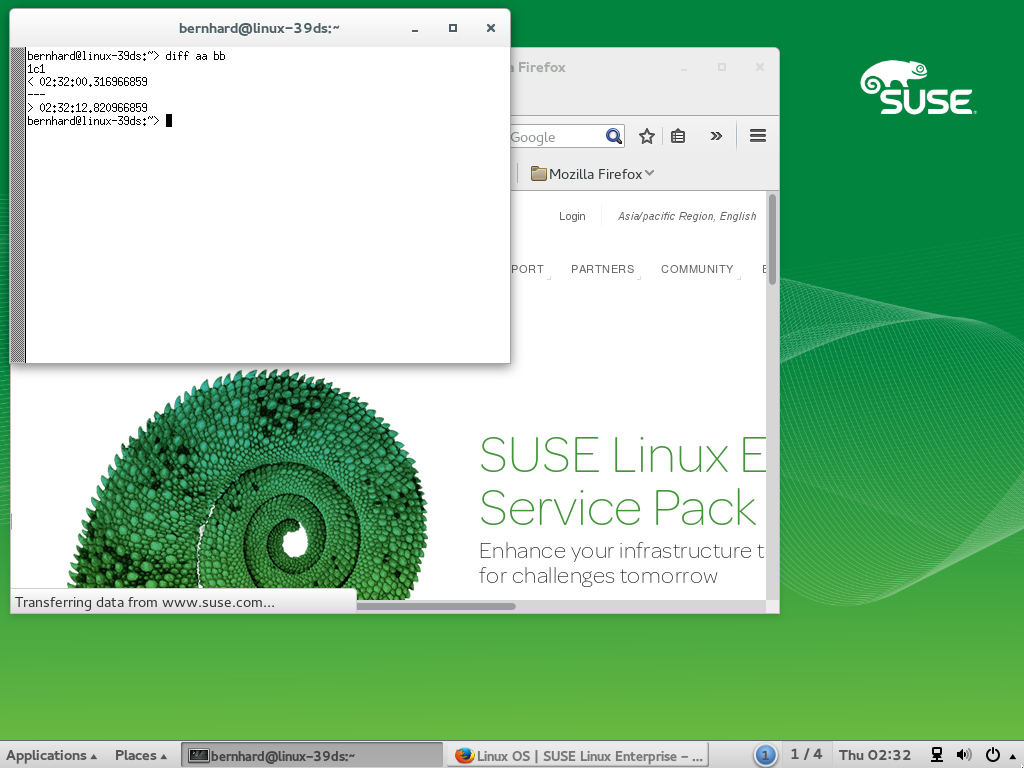 bernhard@linux-39ds:~
bernhard@linux-39ds:~> diff aa bb
1c1
< 02:32:00.316966859
---
> 02:32:12.820966859
bernhard@linux-39ds:~>
a Firefox
Google
Mozilla Firefox
Login
Asia/pacific Region, English
PORT
PARTNERS
COMMUNITY
SUSE Linux E
Service Pack
Enhance your infrastructure t
for challenges tomorrow
Transferring data from www.suse.com...
SUSE
Applications
Places
bernhard@linux-39ds:~
Linux OS | SUSE Linux Enterprise – ...
1
1 / 4
Thu 02:32